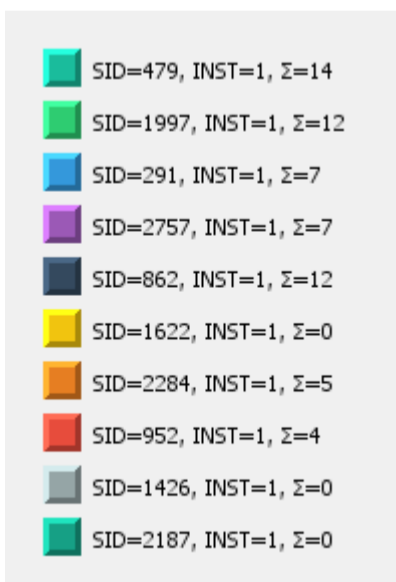 SID=479, INST=1, Σ=14
SID=1997, INST=1, Σ=12
SID=291, INST=1, Σ=7
SID=2757, INST=1, Σ=7
SID=862, INST=1, Σ=12
SID=1622, INST=1, Σ=0
SID=2284, INST=1, Σ=5
SID=952, INST=1, Σ=4
SID=1426, INST=1, Σ=0
SID=2187, INST=1, Σ=0